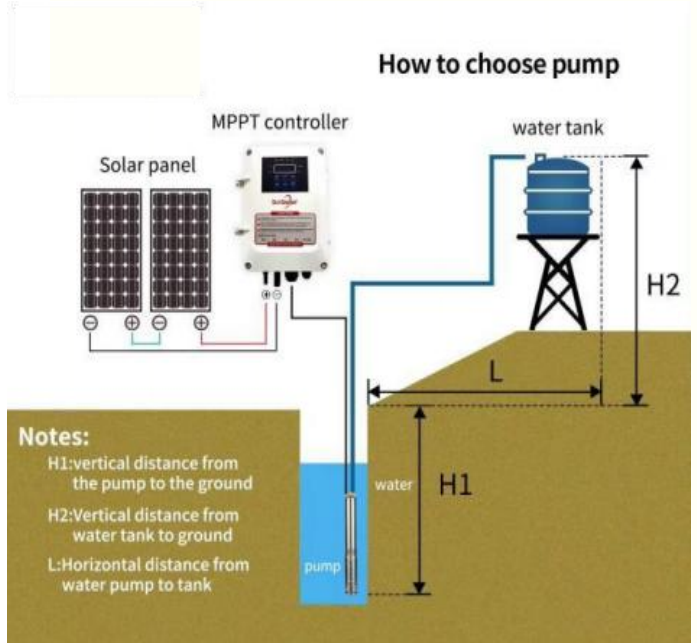 How to choose pump
MPPT controller
water tank
Solar panel
H2
L
Notes:
H1:vertical distance from
the pump to the ground
H2:Vertical distance from
water tank to ground
L:Horizontal distance from
water pump to tank
water
H1
pump